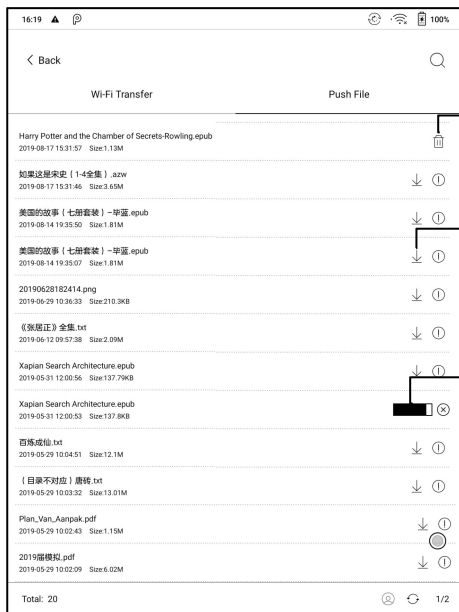 16:19 100%
Back
Wi-Fi Transfer Push File
Harry Potter and the Chamber of Secrets-Rowling.epub
2019-08-17 15:31:57 Size:1.13M
如果这是宋史（1-4全集）.azw
2019-08-17 15:31:46 Size:3.65M
美国的故事（七册套装）-毕蓝.epub
2019-08-14 19:35:50 Size:1.81M
美国的故事（七册套装）-毕蓝.epub
2019-08-14 19:35:07 Size:1.81M
20190628182414.png
2019-06-29 10:36:33 Size:210.3KB
《张居正》全集.txt
2019-06-12 09:57:38 Size:2.09M
Xapian Search Architecture.epub
2019-05-31 12:00:56 Size:137.79KB
Xapian Search Architecture.epub
2019-05-31 12:00:53 Size:137.8KB
百炼成仙.txt
2019-05-29 10:04:51 Size:12.1M
（目录不对应）唐砖.txt
2019-05-29 10:03:32 Size:13.01M
Plan_Van_Aanpak.pdf
2019-05-29 10:02:43 Size:1.15M
2019届模拟.pdf
2019-05-29 10:02:09 Size:6.02M
Total: 20 1/2